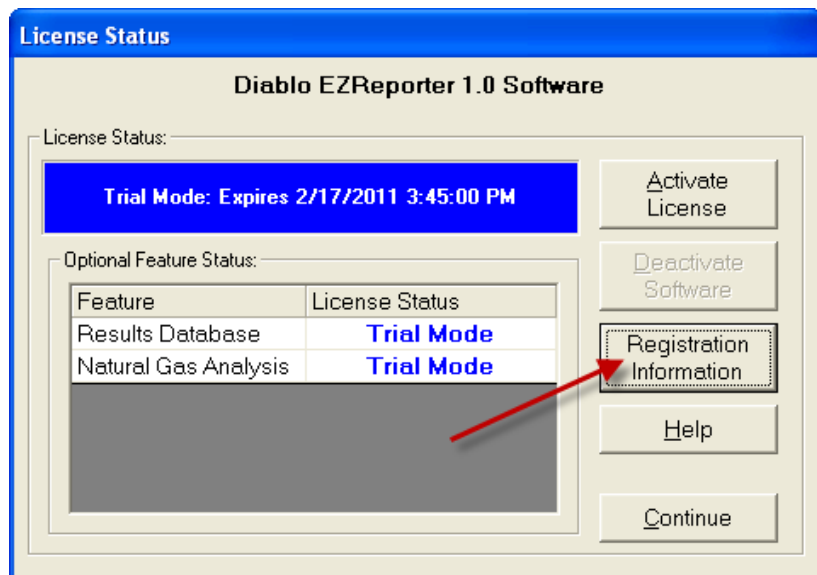 License Status
Diablo EZReporter 1.0 Software
License Status:
Trial Mode: Expires 2/17/2011 3:45:00 PM
Activate
License
Optional Feature Status:
Deactivate
Software
Feature License Status
Results Database Trial Mode
Natural Gas Analysis Trial Mode
Registration
Information
Help
Continue